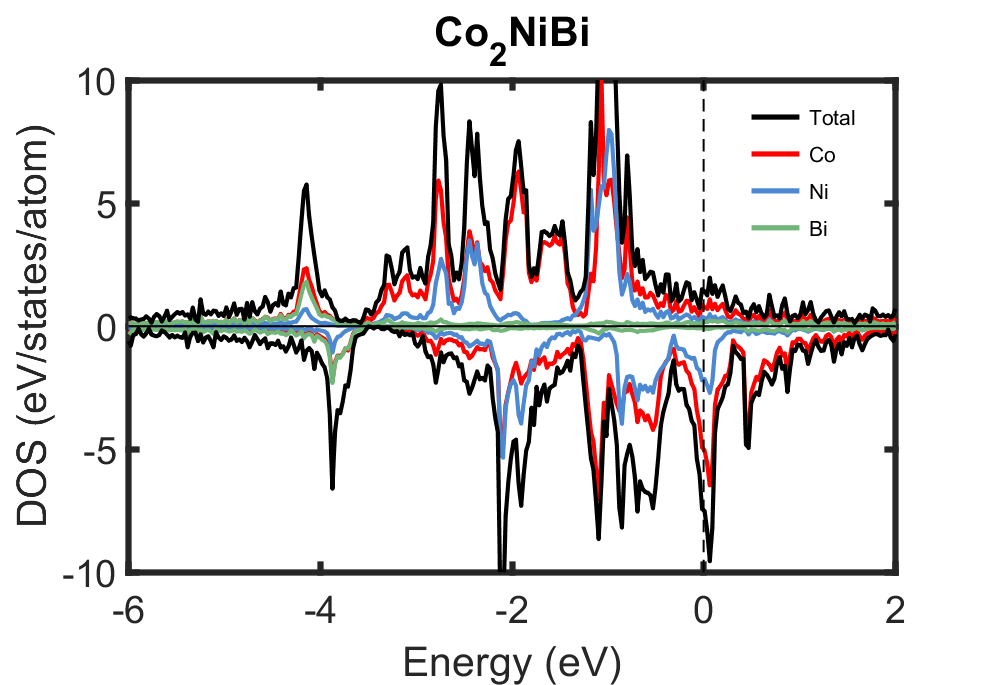 Co₂NiBi
DOS (eV/states/atom)
10
5
0
-5
-10
Total
Co
Ni
Bi
-6 -4 -2 0 2
Energy (eV)